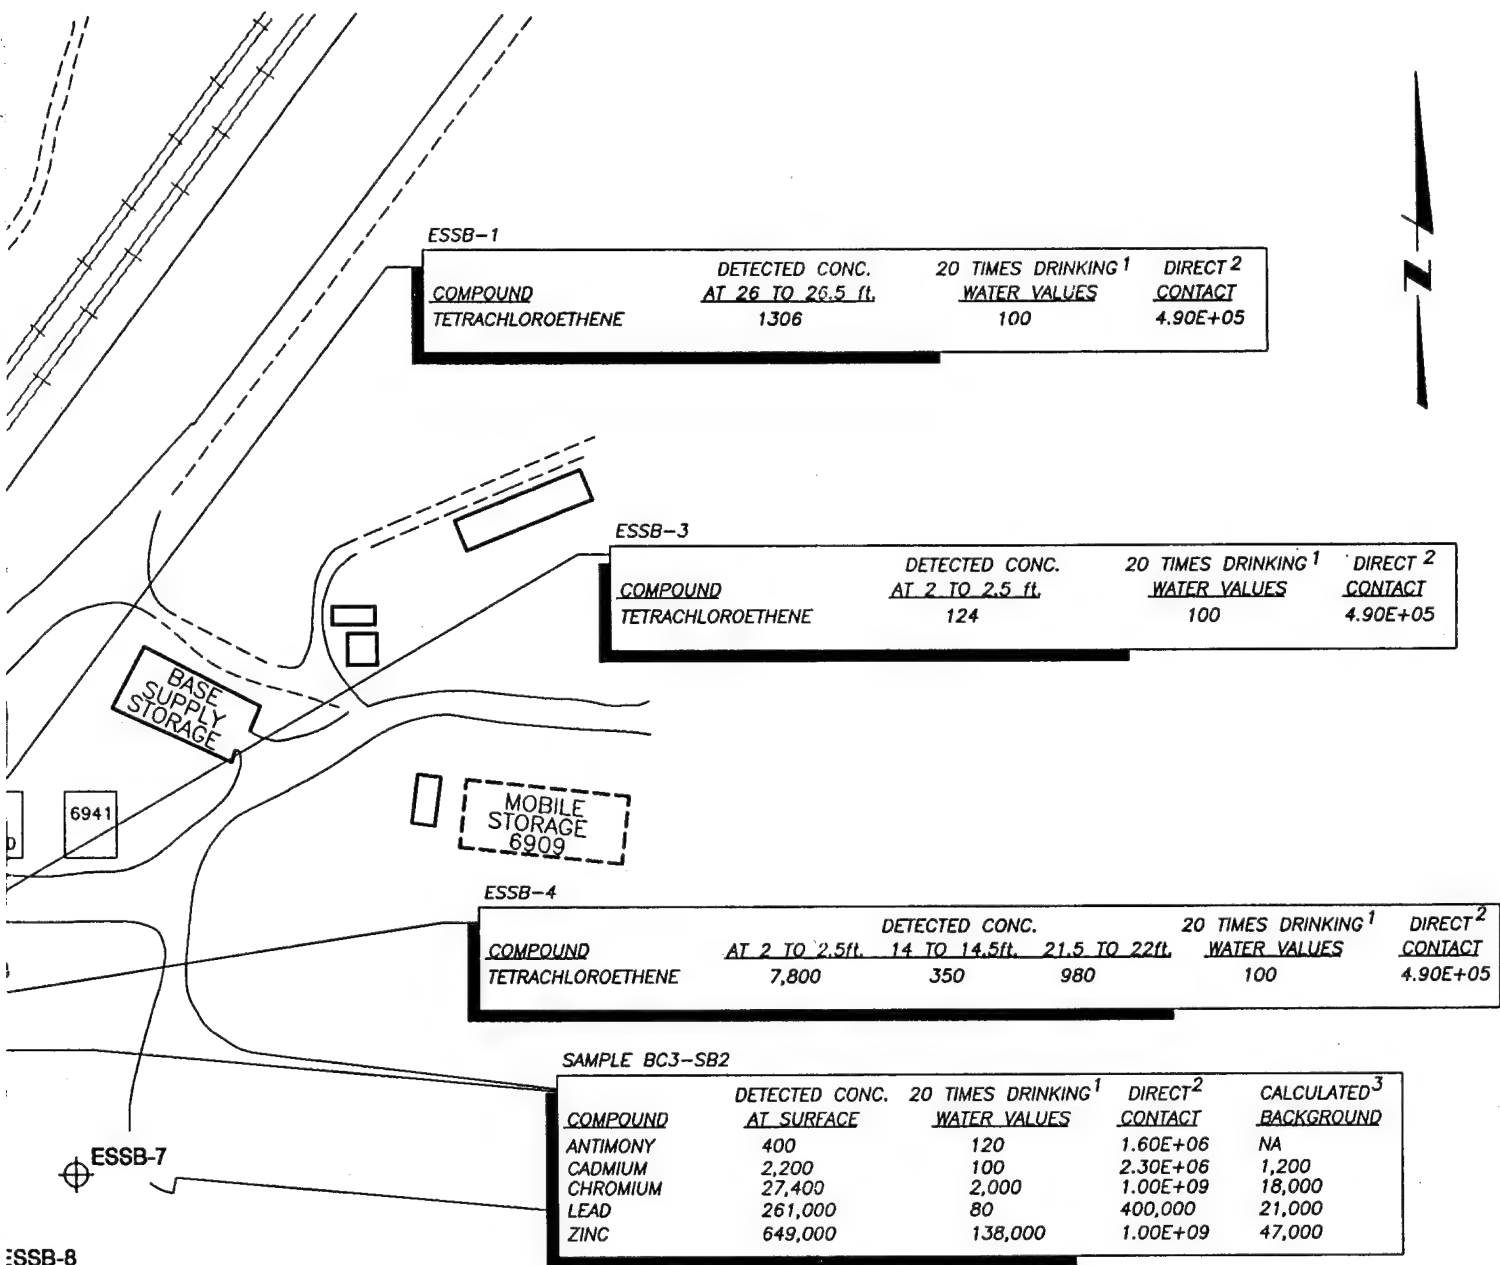 ESSB-1
DETECTED CONC. 20 TIMES DRINKING 1 DIRECT 2
COMPOUND AT 26 TO 26.5 ft. WATER VALUES CONTACT
TETRACHLOROETHENE 1306 100 4.90E+05
N
ESSB-3
DETECTED CONC. 20 TIMES DRINKING 1 DIRECT 2
COMPOUND AT 2 TO 2.5 ft. WATER VALUES CONTACT
TETRACHLOROETHENE 124 100 4.90E+05
BASE
SUPPLY
STORAGE
6941
MOBILE
STORAGE
6909
ESSB-4
DETECTED CONC. 20 TIMES DRINKING 1 DIRECT 2
COMPOUND AT 2 TO 2.5ft. 14 TO 14.5ft. 21.5 TO 22ft. WATER VALUES CONTACT
TETRACHLOROETHENE 7,800 350 980 100 4.90E+05
SAMPLE BC3-SB2
DETECTED CONC. 20 TIMES DRINKING 1 DIRECT 2 CALCULATED 3
COMPOUND AT SURFACE WATER VALUES CONTACT BACKGROUND
ANTIMONY 400 120 1.60E+06 NA
CADMIUM 2,200 100 2.30E+06 1,200
CHROMIUM 27,400 2,000 1.00E+09 18,000
LEAD 261,000 80 400,000 21,000
ZINC 649,000 138,000 1.00E+09 47,000
ESSB-7
ESSB-8